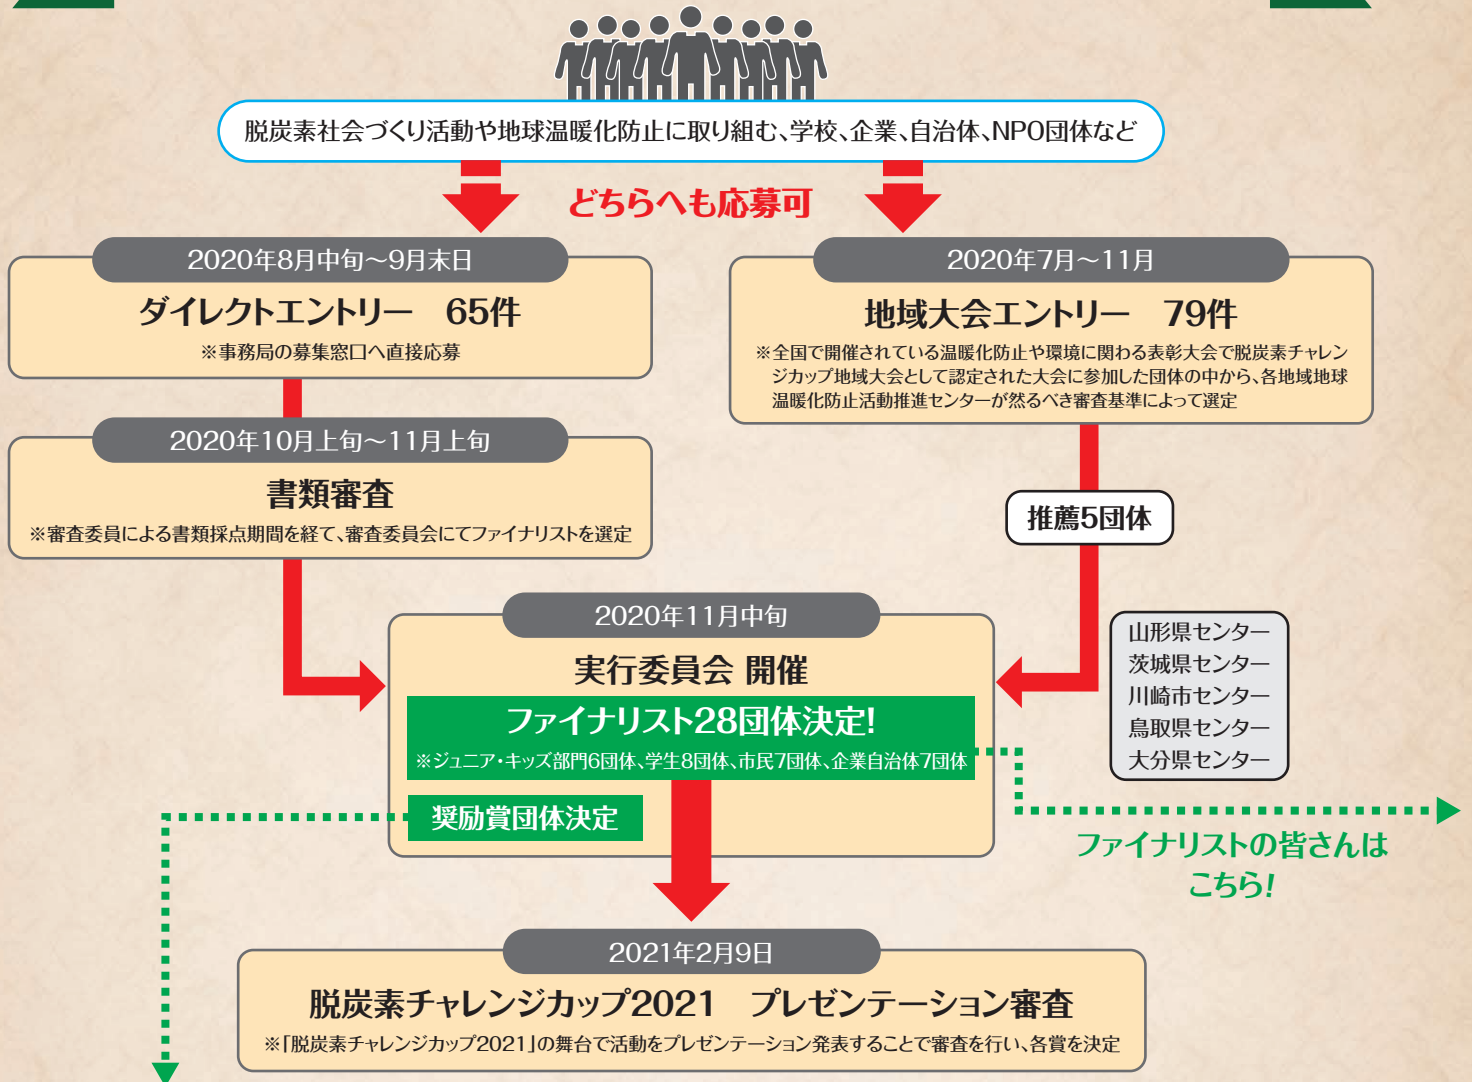 脱炭素社会づくり活動や地球温暖化防止に取り組む、学校、企業、自治体、NPO団体など
どちらへも応募可
2020年8月中旬～9月末日
ダイレクトエントリー　65件
※事務局の募集窓口へ直接応募
2020年7月～11月
地域大会エントリー　79件
※全国で開催されている温暖化防止や環境に関わる表彰大会で脱炭素チャレン
ジカップ地域大会として認定された大会に参加した団体の中から、各地域地球
温暖化防止活動推進センターが然るべき審査基準によって選定
2020年10月上旬～11月上旬
書類審査
※審査委員による書類採点期間を経て、審査委員会にてファイナリストを選定
推薦5団体
山形県センター
茨城県センター
川崎市センター
鳥取県センター
大分県センター
2020年11月中旬
実行委員会 開催
ファイナリスト28団体決定!
※ジュニア・キッズ部門6団体、学生8団体、市民7団体、企業自治体7団体
奨励賞団体決定
ファイナリストの皆さんは
こちら!
2021年2月9日
脱炭素チャレンジカップ2021　プレゼンテーション審査
※「脱炭素チャレンジカップ2021」の舞台で活動をプレゼンテーション発表することで審査を行い、各賞を決定